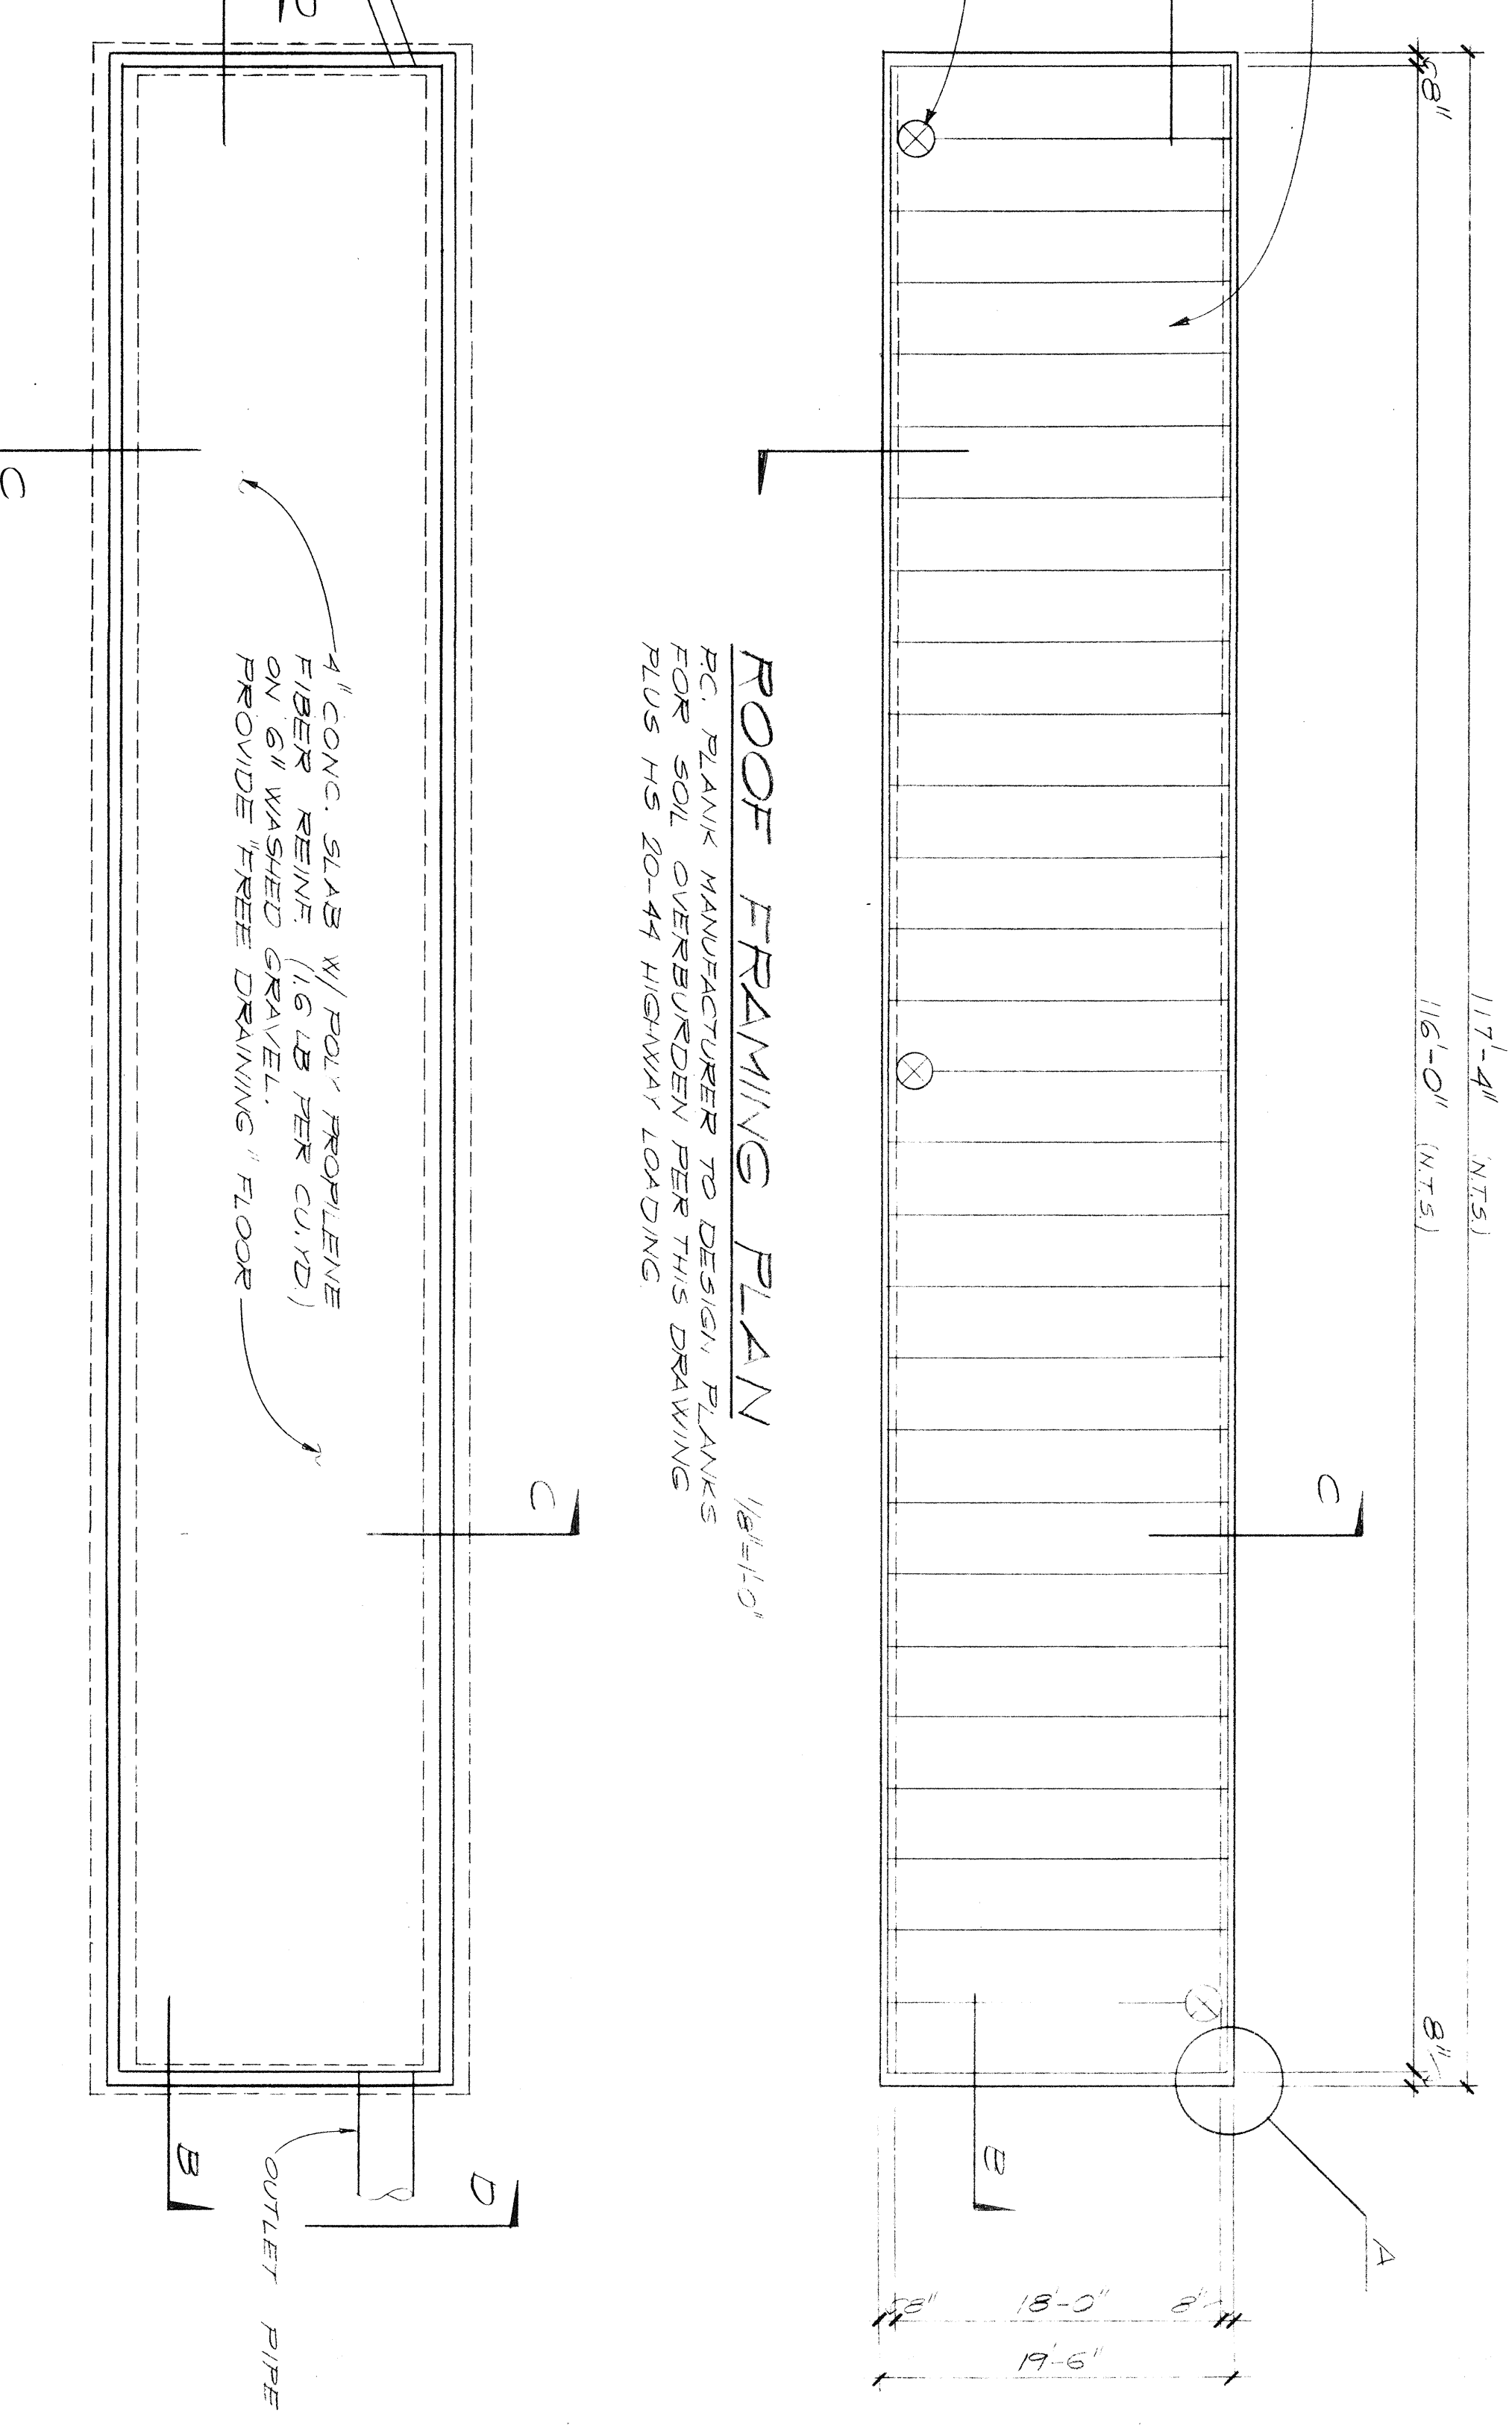 117'-4" (N.T.S.)
116'-0" (N.T.S.)
8"
8"
C
A
B
8"
18'-0"
8"
19'-6"
ROOF FRAMING PLAN 1/8"=1'-0"
P.C. PLANK MANUFACTURER TO DESIGN PLANKS
FOR SOIL OVERBURDEN PER THIS DRAWING
PLUS HS 20-44 HIGHWAY LOADING
C
D
4" CONC. SLAB W/ POLYPROPLENE
FIBER REINF. (1.6 LB PER CU.YD)
ON 6" WASHED GRAVEL.
PROVIDE "FREE DRAINING" FLOOR
D
B
OUTLET PIPE
C